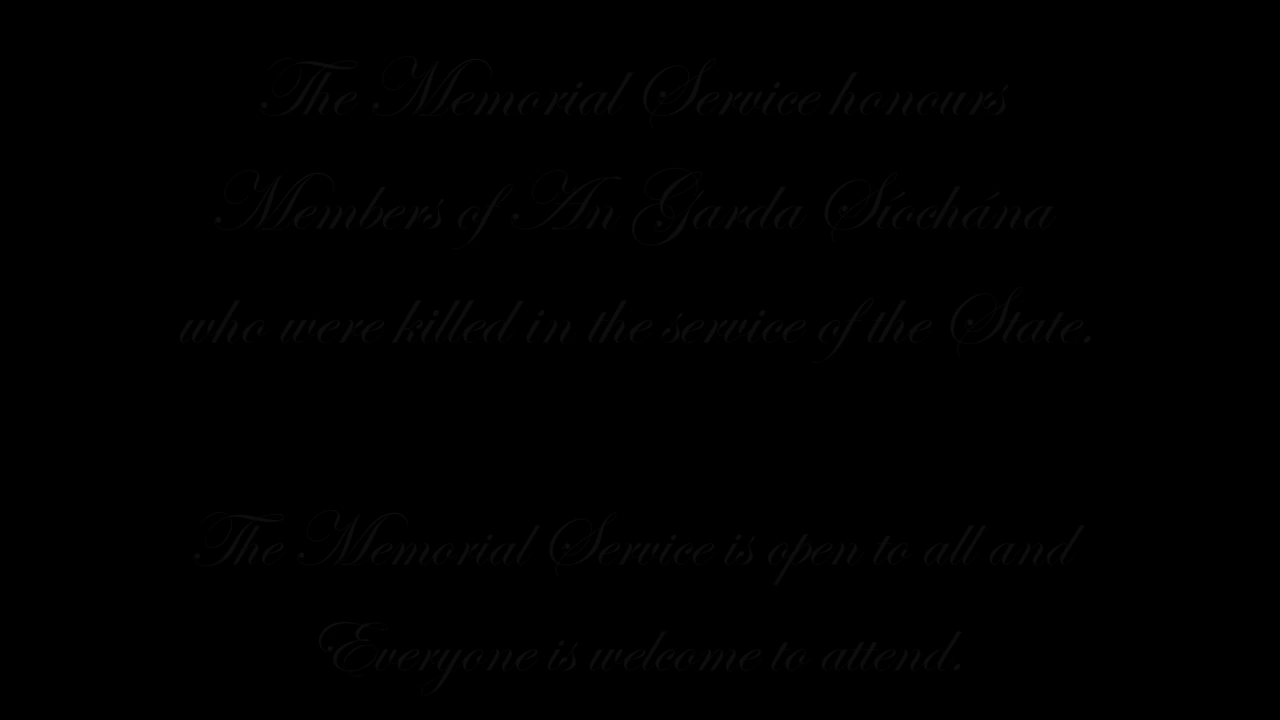 The Memorial Service honours
Members of An Garda Síochána
who were killed in the service of the State.
The Memorial Service is open to all and
Everyone is welcome to attend.